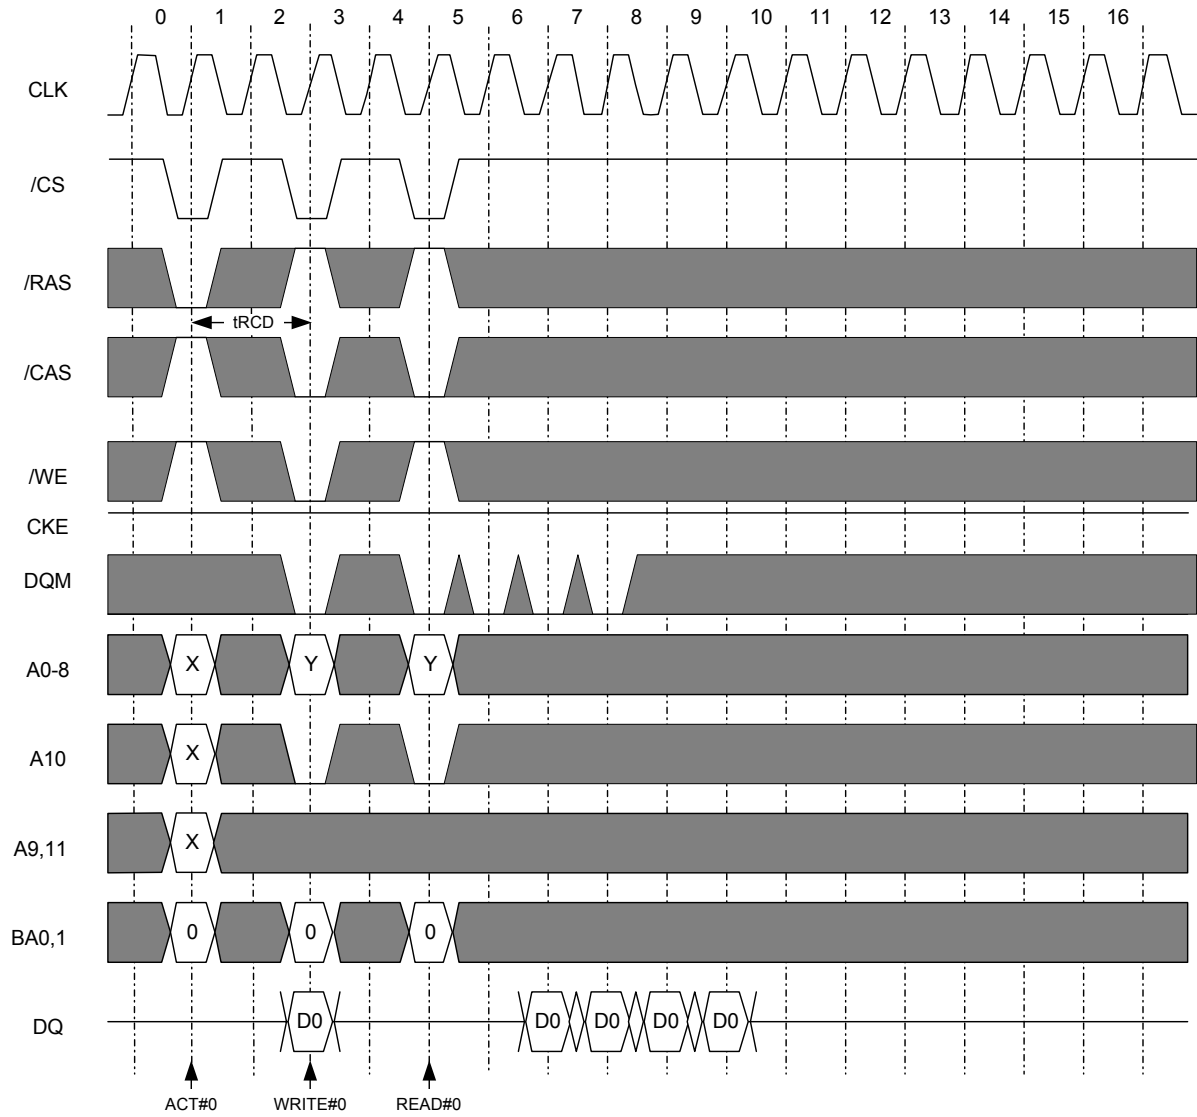 0 1 2 3 4 5 6 7 8 9 10 11 12 13 14 15 16
CLK
/CS
/RAS
tRCD
/CAS
/WE
CKE
DQM
A0-8 X Y Y
A10 X
A9,11 X
BA0,1 0 0 0
DQ D0 D0 D0 D0 D0
ACT#0 WRITE#0 READ#0